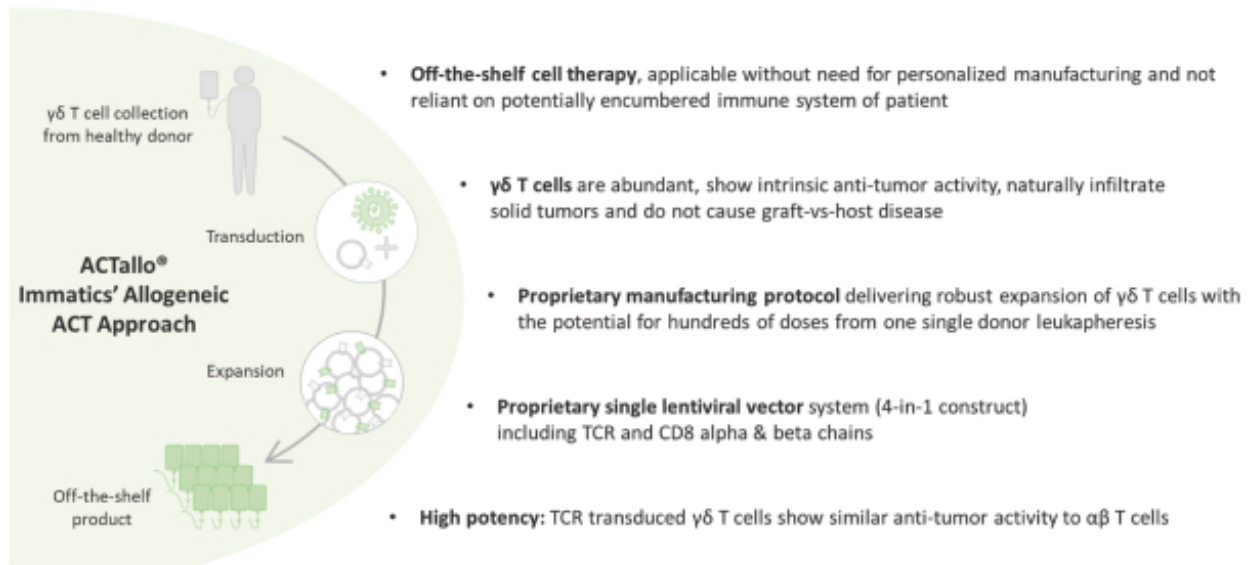 γδ T cell collection
from healthy donor
Transduction
ACTallo®
Immatics’ Allogeneic
ACT Approach
Expansion
Off-the-shelf
product
• Off-the-shelf cell therapy, applicable without need for personalized manufacturing and not
reliant on potentially encumbered immune system of patient
• γδ T cells are abundant, show intrinsic anti-tumor activity, naturally infiltrate
solid tumors and do not cause graft-vs-host disease
• Proprietary manufacturing protocol delivering robust expansion of γδ T cells with
the potential for hundreds of doses from one single donor leukapheresis
• Proprietary single lentiviral vector system (4-in-1 construct)
including TCR and CD8 alpha & beta chains
• High potency: TCR transduced γδ T cells show similar anti-tumor activity to αβ T cells